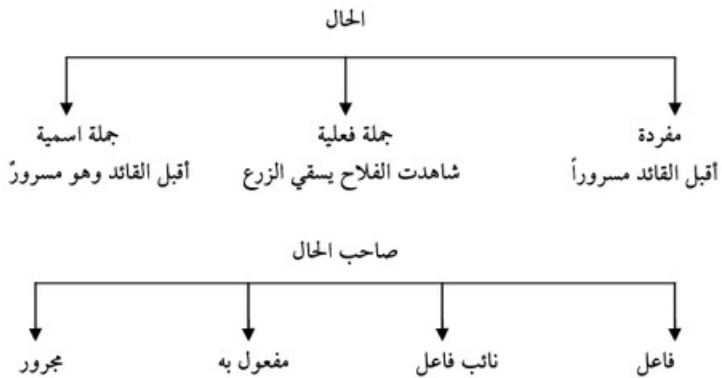 الحال
مفردة جملة فعلية جملة اسمية
أقبل القائد مسروراً شاهدت الفلاح يسقي الزرع أقبل القائد وهو مسرورٌ
صاحب الحال
فاعل نائب فاعل مفعول به مجرور